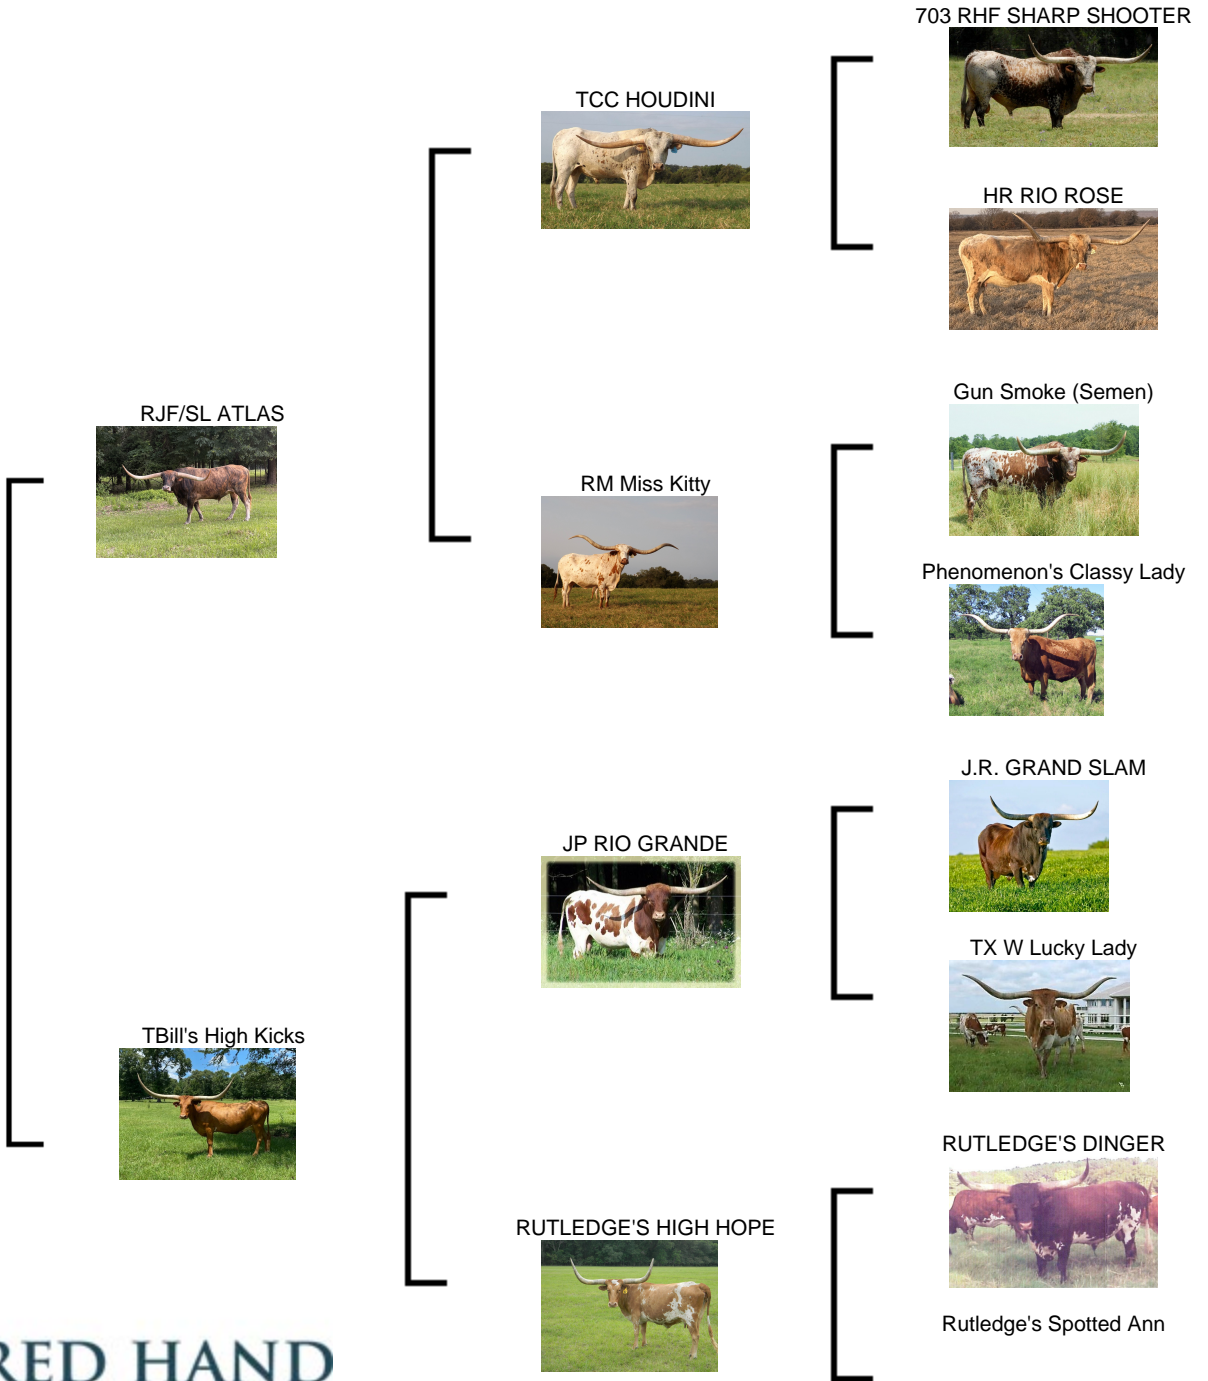 703 RHF SHARP SHOOTER
TCC HOUDINI
HR RIO ROSE
Gun Smoke (Semen)
RJF/SL ATLAS
RM Miss Kitty
Phenomenon's Classy Lady
J.R. GRAND SLAM
JP RIO GRANDE
TX W Lucky Lady
TBill's High Kicks
RUTLEDGE'S DINGER
RUTLEDGE'S HIGH HOPE
Rutledge's Spotted Ann
RED HAND